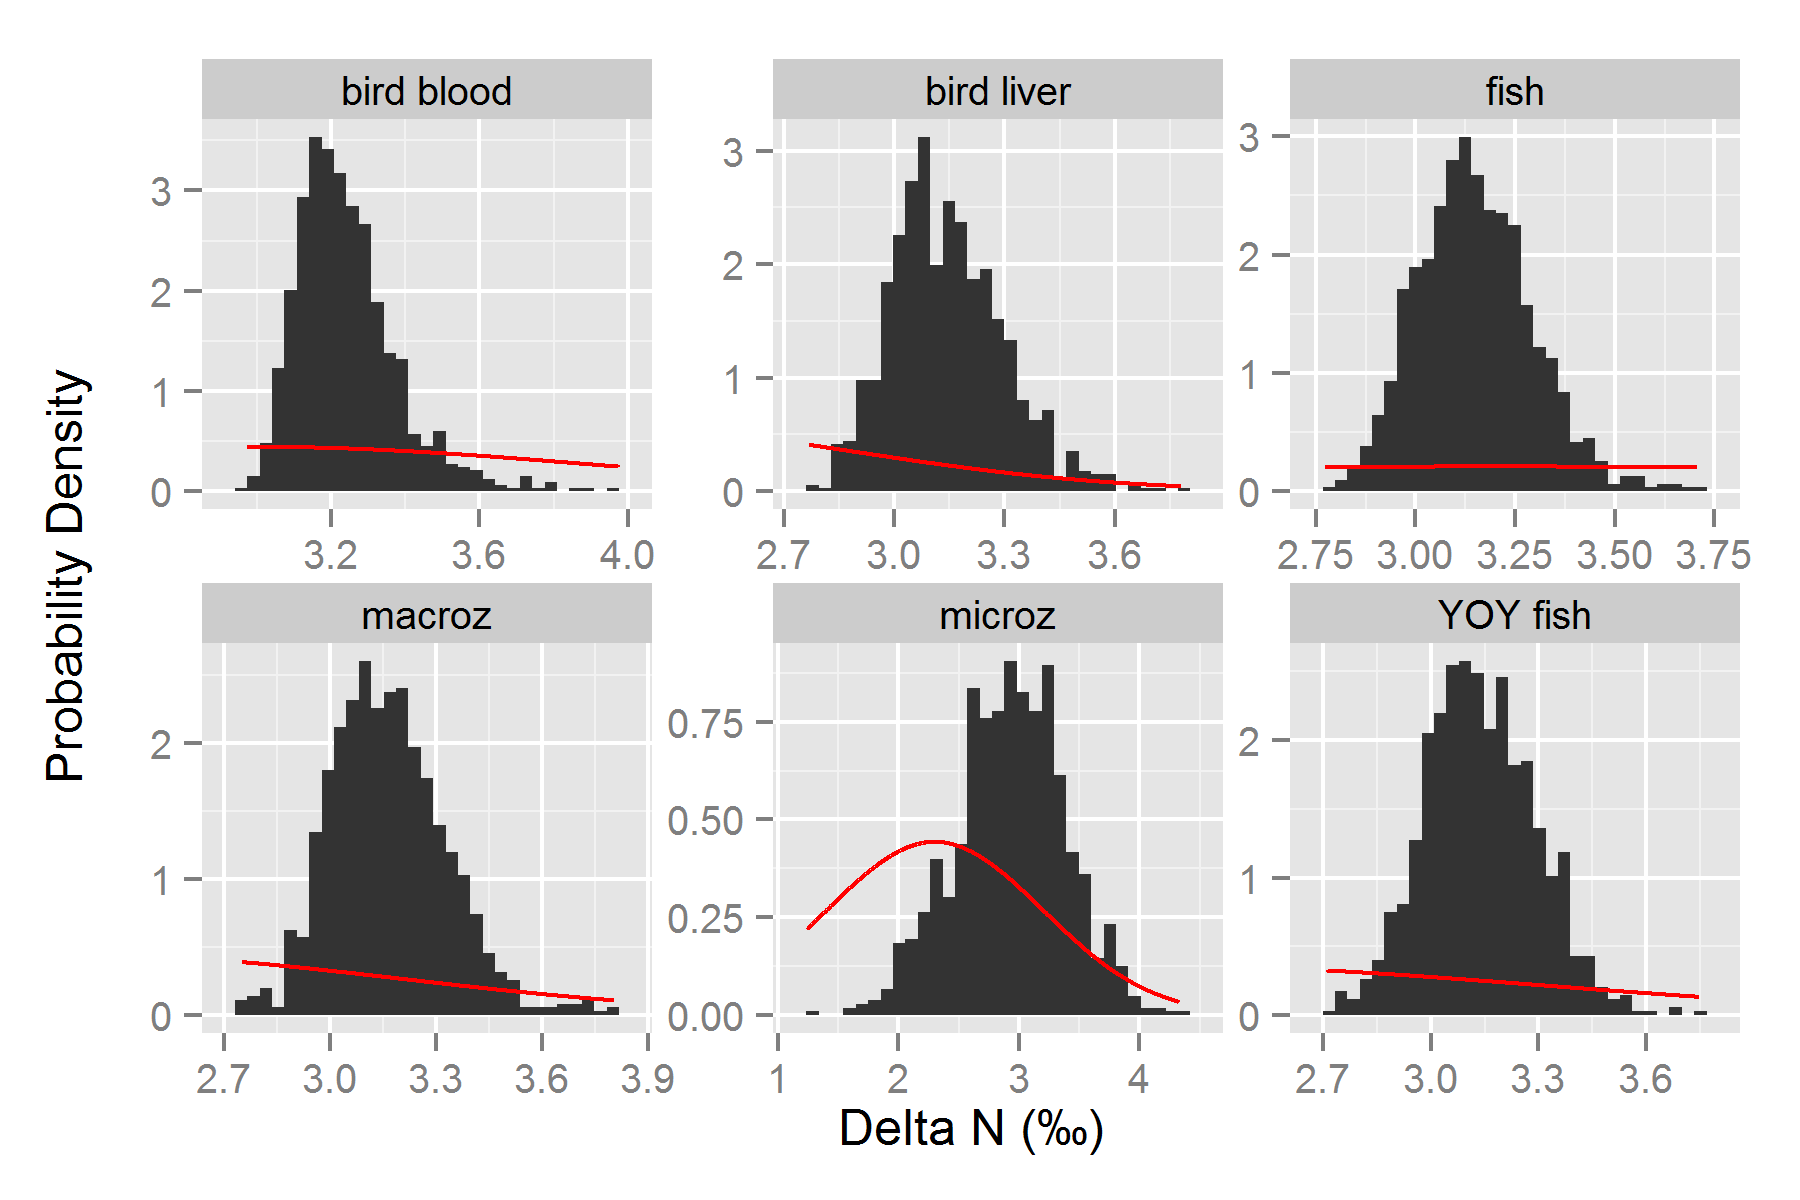 Probability Density
bird blood
3
2
1
0
3.2 3.6 4.0
bird liver
3
2
1
0
2.7 3.0 3.3 3.6
fish
3
2
1
0
2.75 3.00 3.25 3.50 3.75
macroz
2
1
0
2.7 3.0 3.3 3.6 3.9
microz
0.75
0.50
0.25
0.00
1 2 3 4
YOY fish
2
1
0
2.7 3.0 3.3 3.6
Delta N (‰)